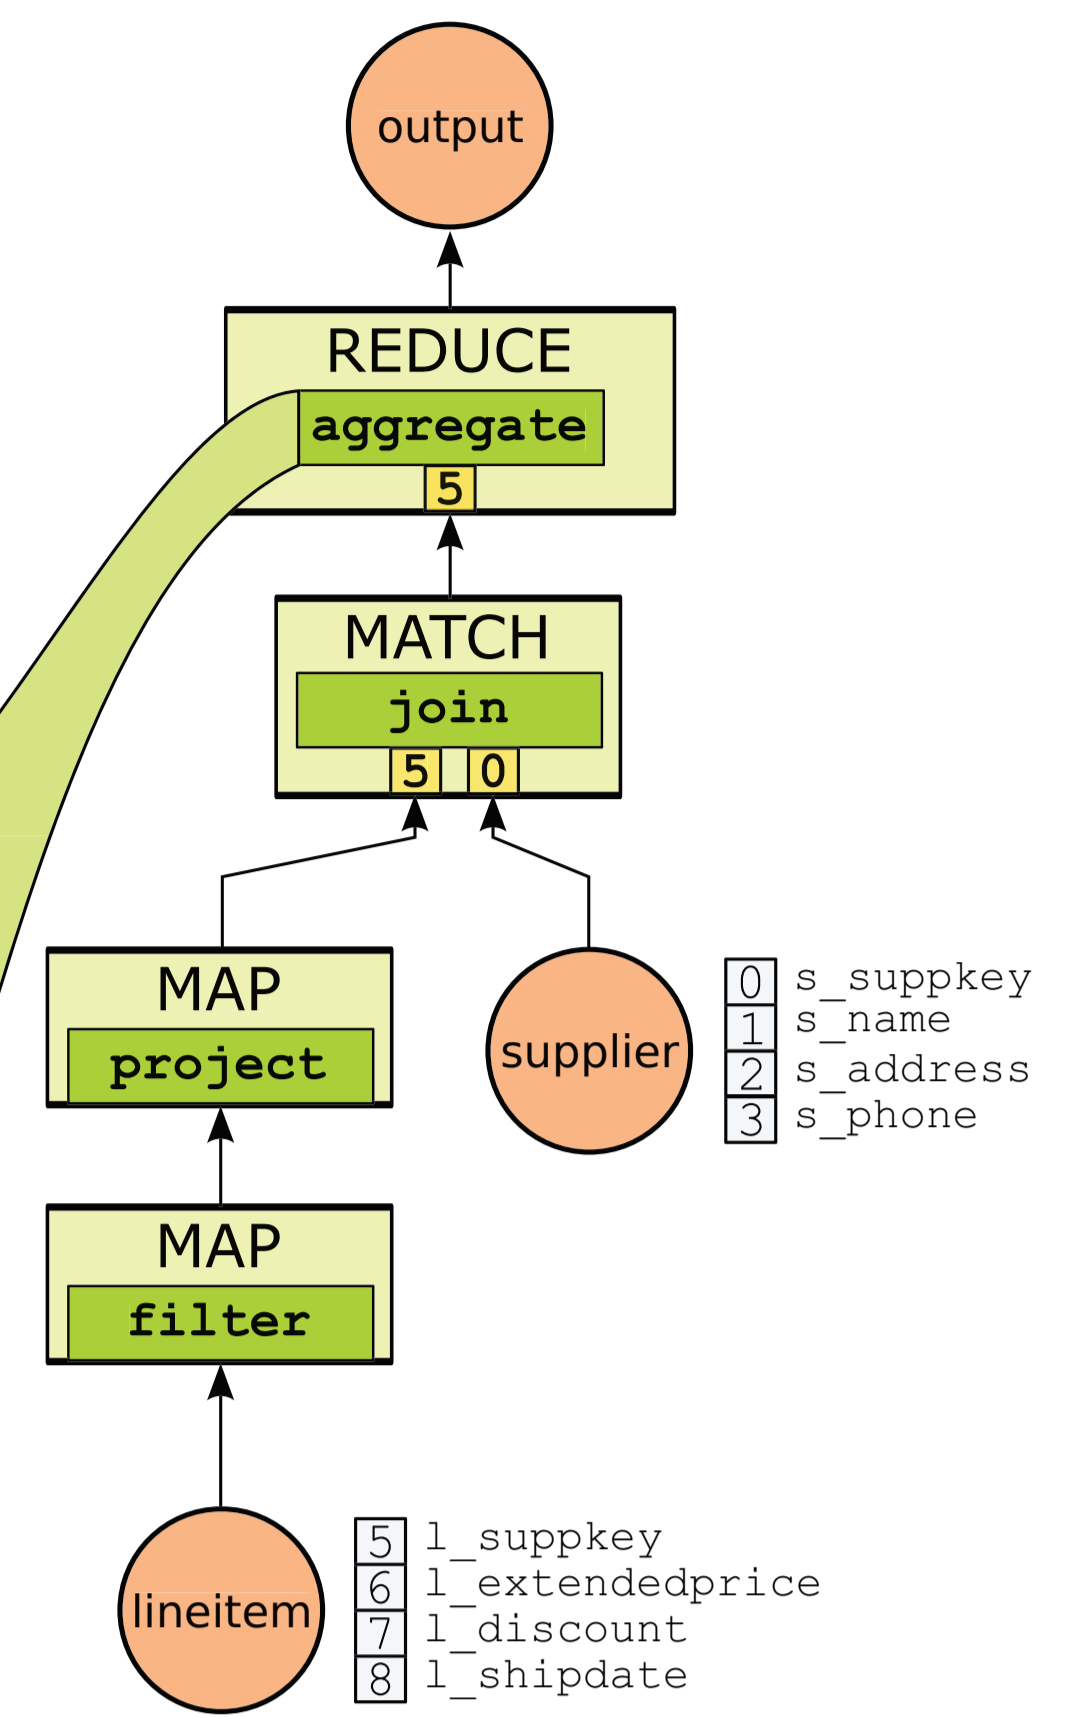 output
REDUCE
aggregate
5
MATCH
join
5 0
MAP
project
supplier
0 s_suppkey
1 s_name
2 s_address
3 s_phone
MAP
filter
lineitem
5 l_suppkey
6 l_extendedprice
7 l_discount
8 l_shipdate